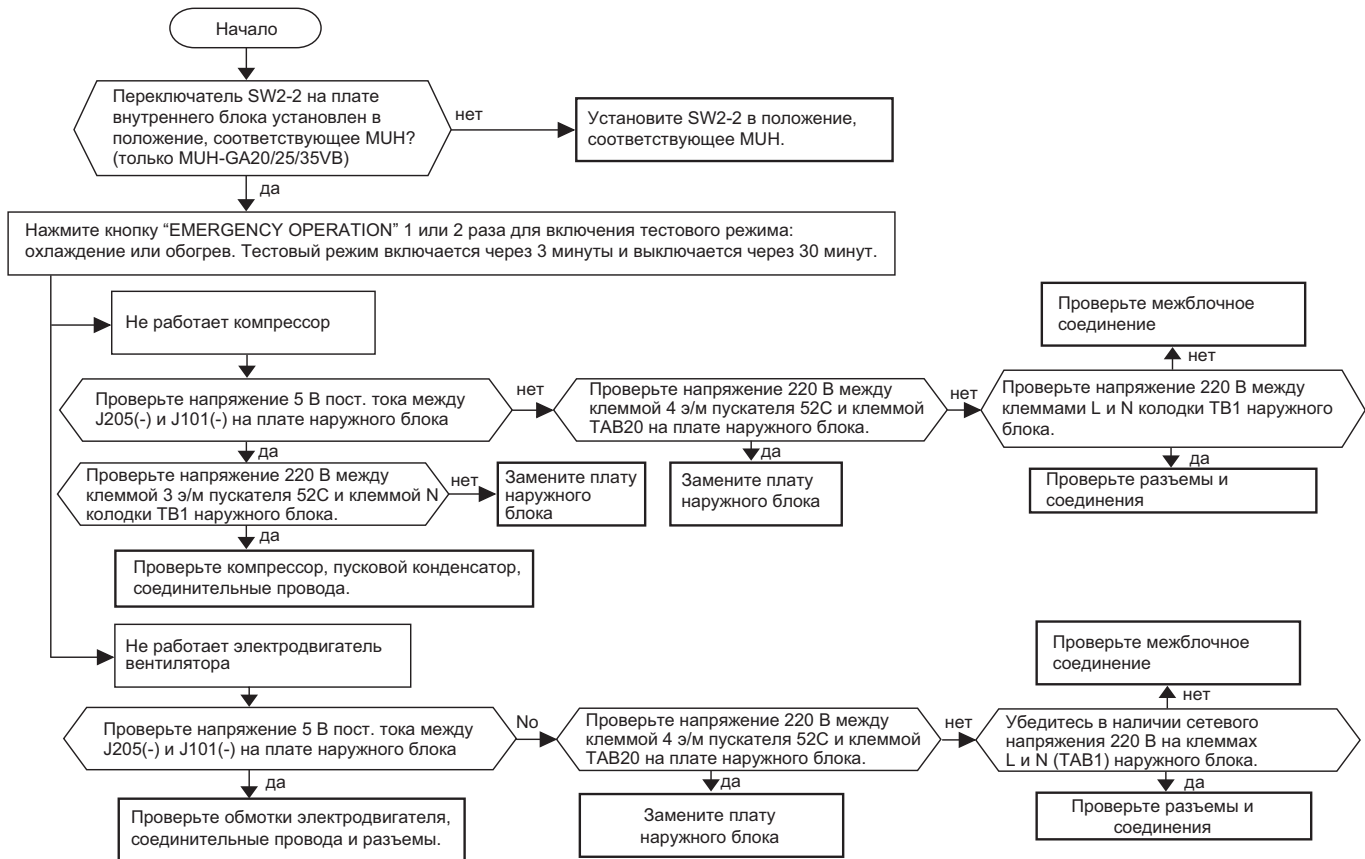 Начало
Переключатель SW2-2 на плате
внутреннего блока установлен в
положение, соответствующее MUH?
(только MUH-GA20/25/35VB)
нет
Установите SW2-2 в положение,
соответствующее MUH.
да
Нажмите кнопку “EMERGENCY OPERATION” 1 или 2 раза для включения тестового режима:
охлаждение или обогрев. Тестовый режим включается через 3 минуты и выключается через 30 минут.
Не работает компрессор
Проверьте напряжение 5 В пост. тока между
J205(-) и J101(-) на плате наружного блока
нет
Проверьте напряжение 220 В между
клеммой 4 э/м пускателя 52С и клеммой
TAB20 на плате наружного блока.
нет
Проверьте напряжение 220 В между
клеммами L и N колодки TB1 наружного
блока.
нет
Проверьте межблочное
соединение
да
Проверьте разъемы и
соединения
да
Замените плату
наружного блока
да
Проверьте напряжение 220 В между
клеммой 3 э/м пускателя 52С и клеммой N
колодки TB1 наружного блока.
нет
Замените плату
наружного
блока
да
Проверьте компрессор, пусковой конденсатор,
соединительные провода.
Не работает электродвигатель
вентилятора
Проверьте напряжение 5 В пост. тока между
J205(-) и J101(-) на плате наружного блока
No
Проверьте напряжение 220 В между
клеммой 4 э/м пускателя 52С и клеммой
TAB20 на плате наружного блока.
нет
Убедитесь в наличии сетевого
напряжения 220 В на клеммах
L и N (TAB1) наружного блока.
нет
Проверьте межблочное
соединение
да
Проверьте разъемы и
соединения
да
Замените плату
наружного блока
да
Проверьте обмотки электродвигателя,
соединительные провода и разъемы.